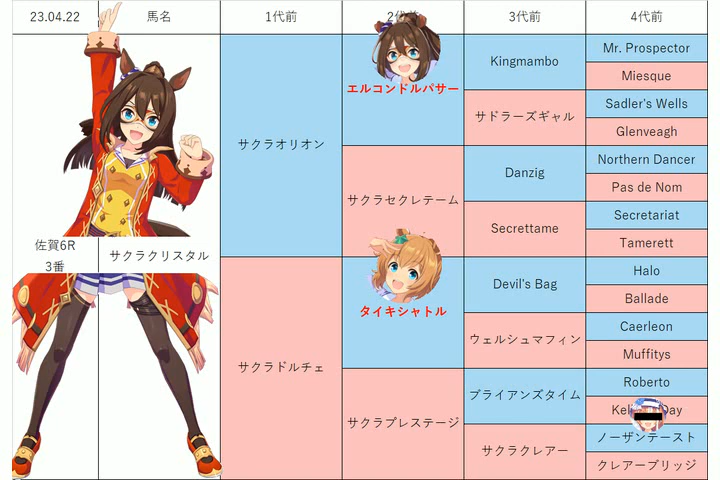 23.04.22 馬名 1代前 2代前 3代前 4代前
佐賀6R
3番
サクラクリスタル
サクラオリオン
サクラドルチェ
エルコンドルパサー
サクラセクレテーム
タイキシャトル
サクラプレステージ
Kingmambo
サドラーズギャル
Danzig
Secrettame
Devil's Bag
ウェルシュマフィン
ブライアンズタイム
サクラクレアー
Mr. Prospector
Miesque
Sadler's Wells
Glenveagh
Northern Dancer
Pas de Nom
Secretariat
Tamerett
Halo
Ballade
Caerleon
Muffitys
Roberto
Day
ノーザンテースト
クレアーブリッジ